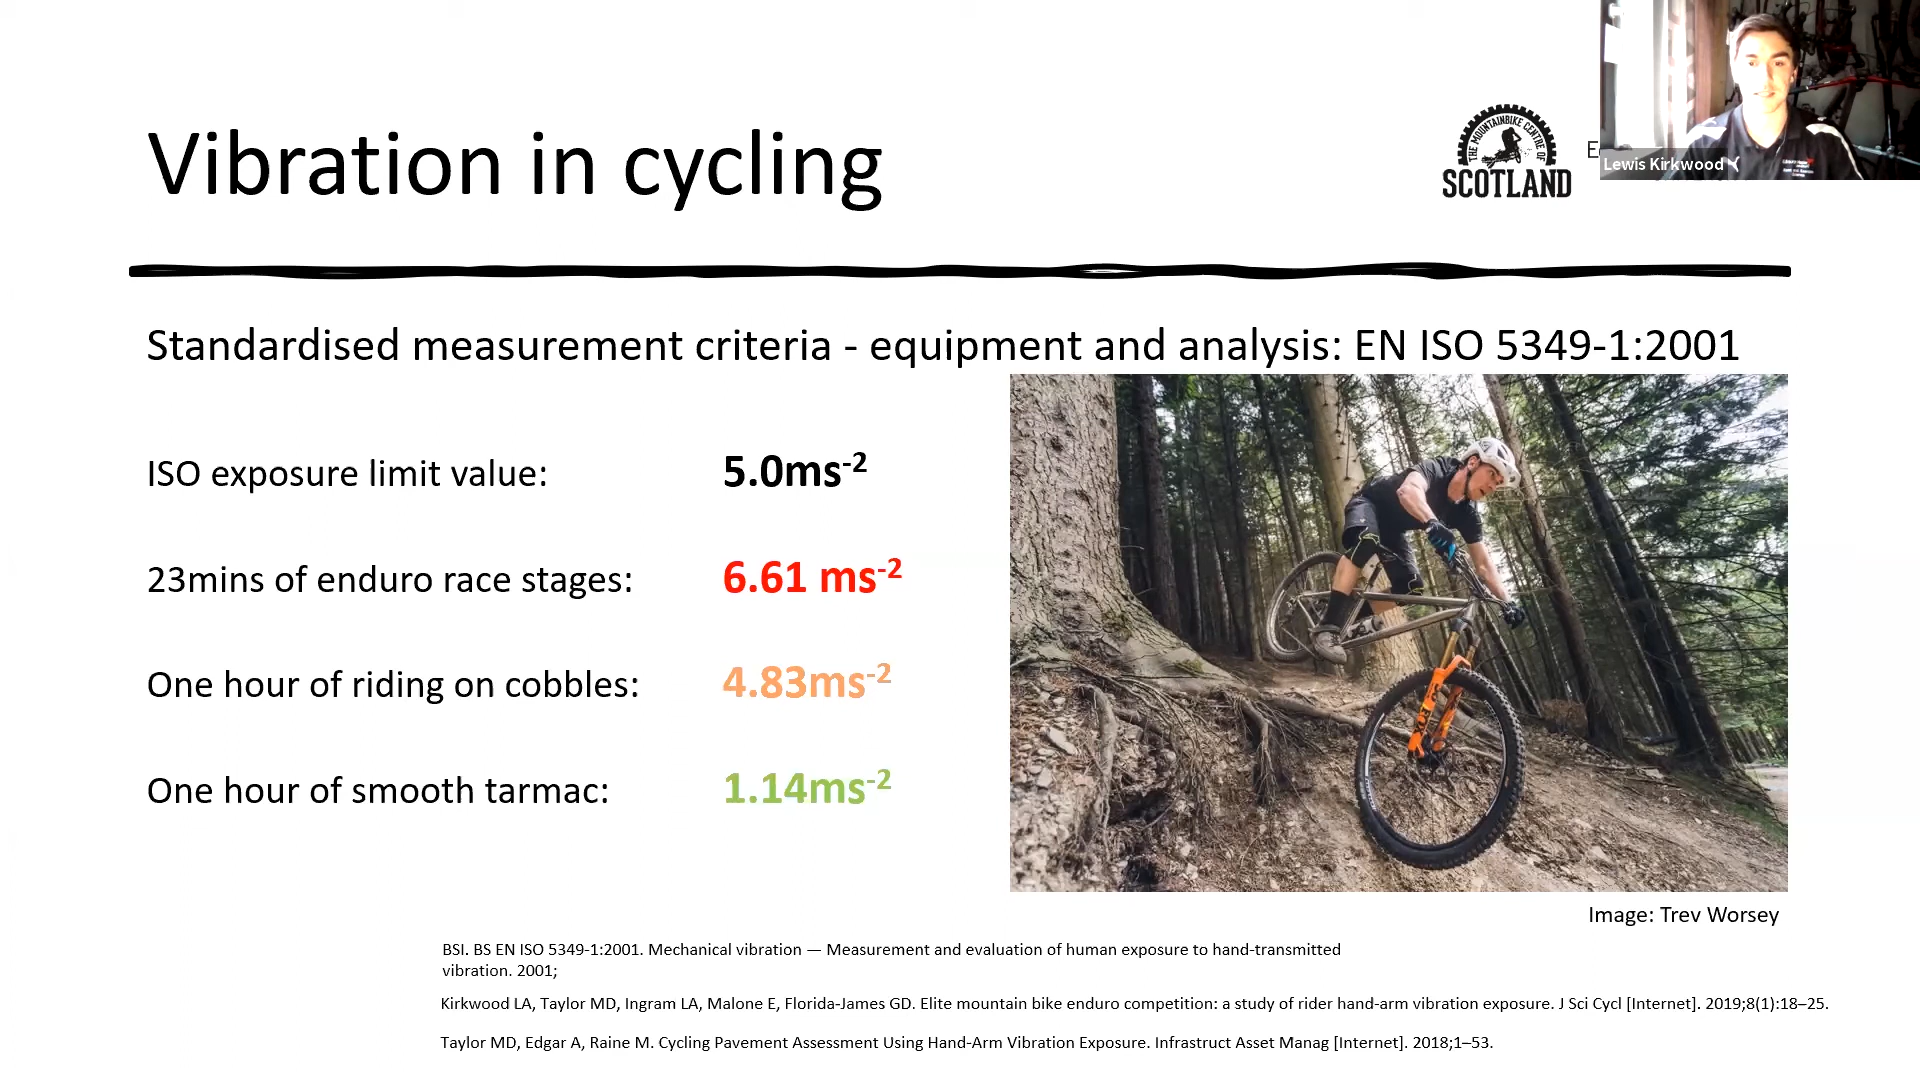 Vibration in cycling
THE MOUNTAINBIKE CENTRE OF
SCOTLAND
Lewis Kirkwood
Standardised measurement criteria - equipment and analysis: EN ISO 5349-1:2001
ISO exposure limit value: 5.0ms-2
23mins of enduro race stages: 6.61 ms-2
One hour of riding on cobbles: 4.83ms-2
One hour of smooth tarmac: 1.14ms-2
FOX
Image: Trev Worsey
BSI. BS EN ISO 5349-1:2001. Mechanical vibration — Measurement and evaluation of human exposure to hand-transmitted
vibration. 2001;
Kirkwood LA, Taylor MD, Ingram LA, Malone E, Florida-James GD. Elite mountain bike enduro competition: a study of rider hand-arm vibration exposure. J Sci Cycl [Internet]. 2019;8(1):18–25.
Taylor MD, Edgar A, Raine M. Cycling Pavement Assessment Using Hand-Arm Vibration Exposure. Infrastruct Asset Manag [Internet]. 2018;1–53.